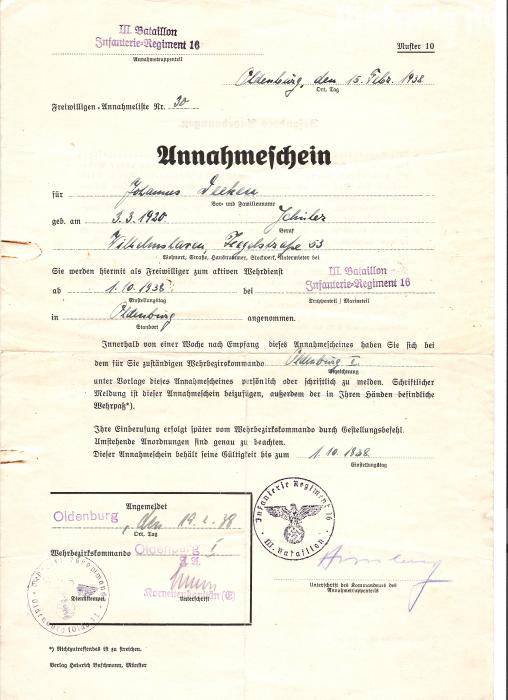 III. Bataillon
Infanterie-Regiment 16
Annahmetruppenteil
Muster 10
Oldenburg, den 15. Febr. 1938
Ort, Tag
Freiwilligen-Annahmeliste Nr. 30
Annahmeschein
für Johannes Deeken
Vor- und Familienname
geb. am 3.3.1920 Schüler
Beruf
Wilhelmshaven, 53
Wohnort, Straße, Hausnummer, Stockwerk, Untermieter bei
Sie werden hiermit als Freiwilliger zum aktiven Wehrdienst
III. Bataillon
ab 1.10.1938 bei Infanterie-Regiment 16
Einstellungstag Truppenteil / Marineteil
in Oldenburg angenommen.
Standort
Innerhalb von einer Woche nach Empfang dieses Annahmescheines haben Sie sich bei
dem für Sie zuständigen Wehrbezirkskommando Oldenburg I.
Bezeichnung
unter Vorlage dieses Annahmescheines persönlich oder schriftlich zu melden. Schriftlicher
Meldung ist dieser Annahmeschein beizufügen, außerdem der in Ihren Händen befindliche
Wehrpaß*).
Ihre Einberufung erfolgt später vom Wehrbezirkskommando durch Gestellungsbefehl.
Umstehende Anordnungen sind genau zu beachten.
Dieser Annahmeschein behält seine Gültigkeit bis zum 1.10.1938
Einstellungstag
Angemeldet
Oldenburg, den 19.2.38
Ort, Tag
Wehrbezirkskommando Oldenburg I
Dienststempel. Unterschrift
Korvettenkapitän (E)
Infanterie Regiment 16
III. Bataillon
Unterschrift des Kommandeurs des
Annahmetruppenteils
*) Nichtzutreffendes ist zu streichen.
Verlag Heinrich Buschmann, Münster